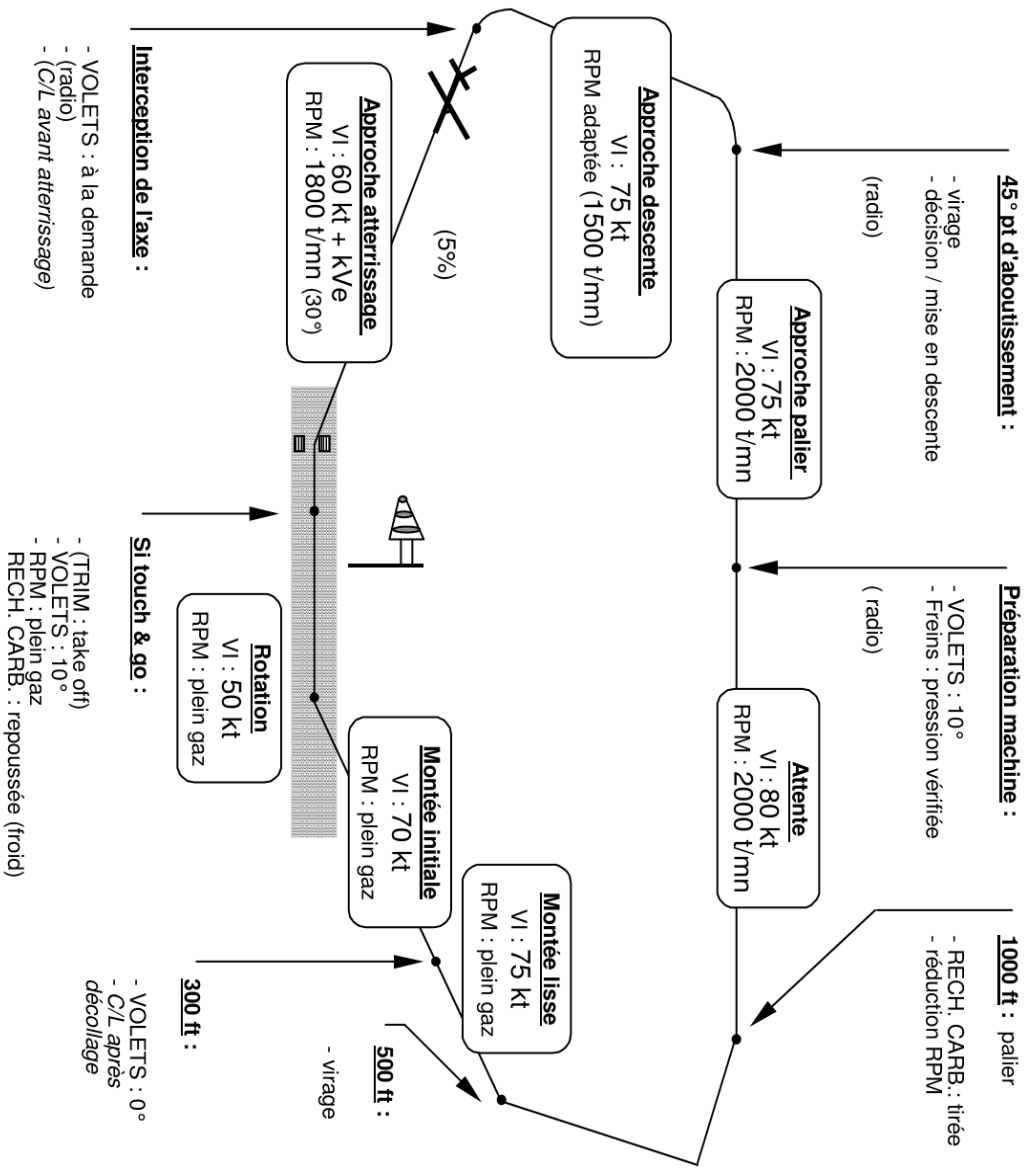 45° pt d'aboutissement :
- virage
- décision / mise en descente
(radio)
Préparation machine :
- VOLETS : 10°
- Freins : pression vérifiée
( radio)
1000 ft : palier
- RECH. CARB.: tirée
- réduction RPM
Approche palier
VI : 75 kt
RPM : 2000 t/mn
Attente
VI : 80 kt
RPM : 2000 t/mn
Approche descente
VI : 75 kt
RPM adaptée (1500 t/mn)
(5%)
Approche atterrissage
VI : 60 kt + kVe
RPM : 1800 t/mn (30°)
Montée lisse
VI : 75 kt
RPM : plein gaz
Montée initiale
VI : 70 kt
RPM : plein gaz
Rotation
VI : 50 kt
RPM : plein gaz
500 ft :
- virage
Interception de l'axe :
- VOLETS : à la demande
- (radio)
- (C/L avant atterrissage)
Si touch & go :
- (TRIM : take off)
- VOLETS : 10°
- RPM : plein gaz
RECH. CARB. : repoussée (froid)
300 ft :
- VOLETS : 0°
- C/L après
décollage